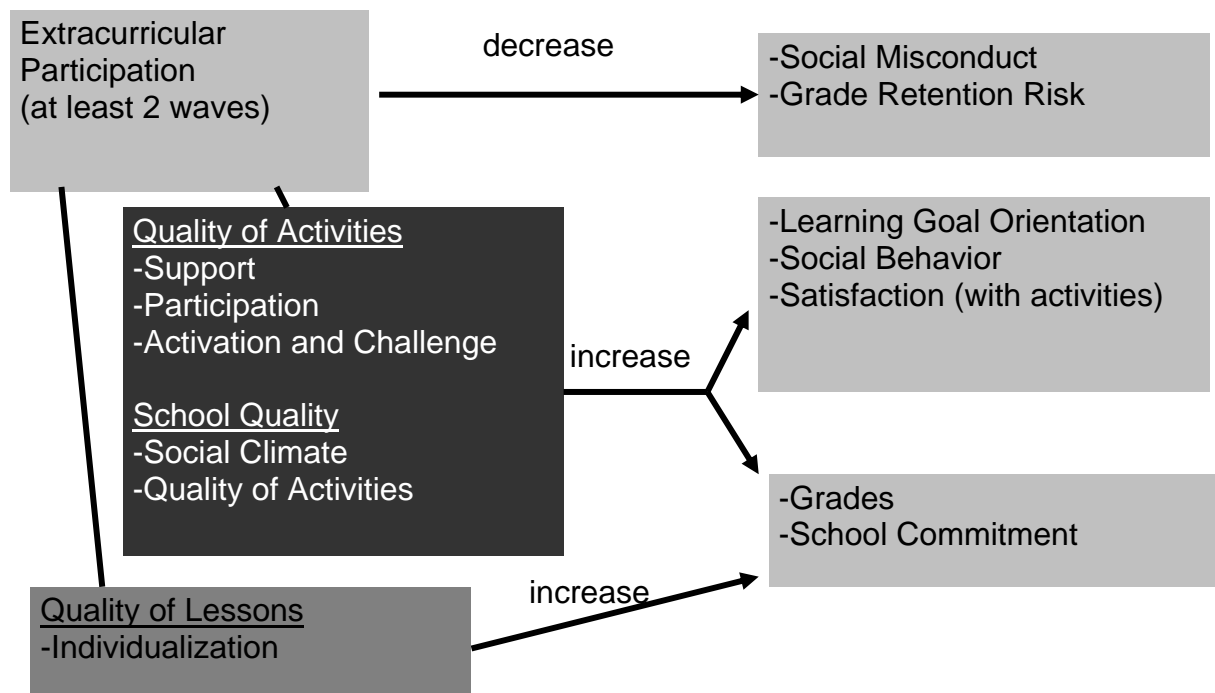 Extracurricular
Participation
(at least 2 waves)
decrease
-Social Misconduct
-Grade Retention Risk
Quality of Activities
-Support
-Participation
-Activation and Challenge
School Quality
-Social Climate
-Quality of Activities
increase
-Learning Goal Orientation
-Social Behavior
-Satisfaction (with activities)
-Grades
-School Commitment
Quality of Lessons
-Individualization
increase